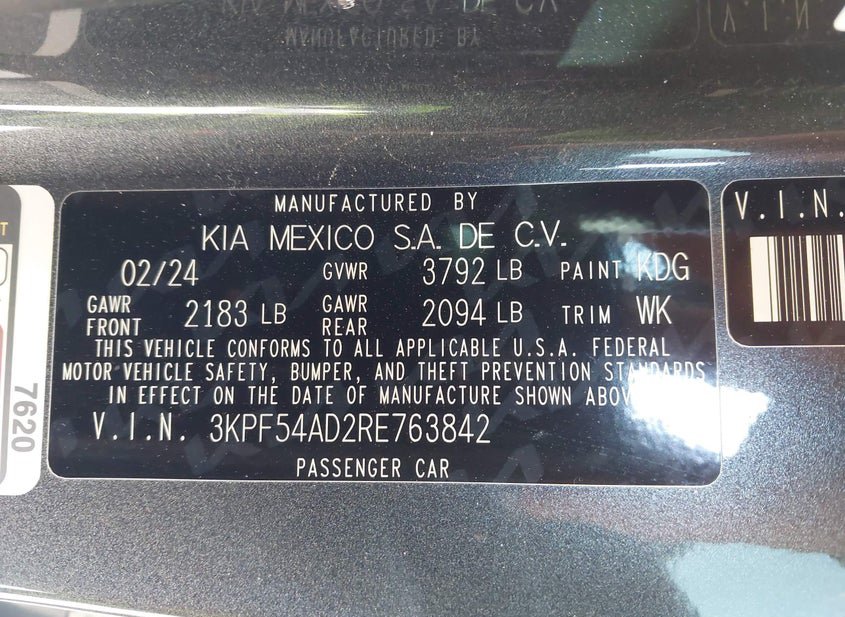 MANUFACTURED BY
KIA MEXICO S.A. DE C.V.
02/24 GVWR 3792 LB PAINT KDG
GAWR FRONT 2183 LB GAWR REAR 2094 LB TRIM WK
THIS VEHICLE CONFORMS TO ALL APPLICABLE U.S.A. FEDERAL
MOTOR VEHICLE SAFETY, BUMPER, AND THEFT PREVENTION STANDARDS
IN EFFECT ON THE DATE OF MANUFACTURE SHOWN ABOVE
V.I.N. 3KPF54AD2RE763842
PASSENGER CAR
7620
V.I.N.